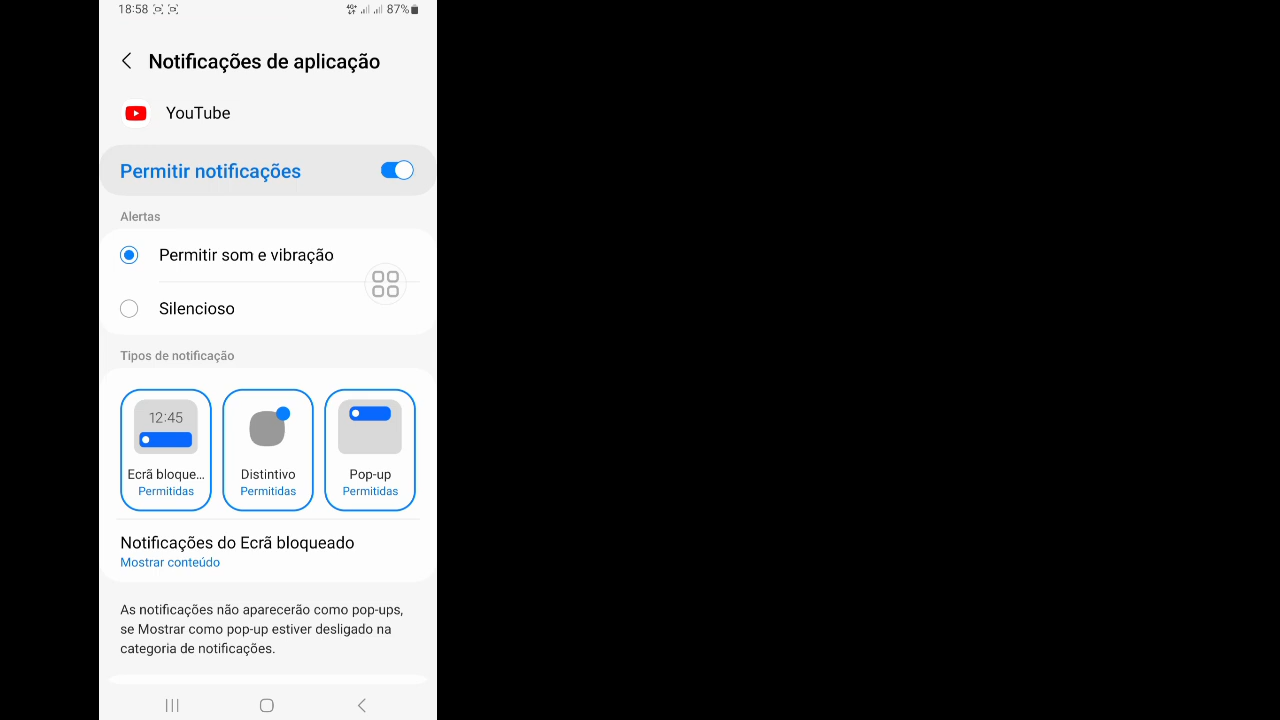 18:58 4G+ 87%
Notificações de aplicação
YouTube
Permitir notificações
Alertas
Permitir som e vibração
Silencioso
Tipos de notificação
12:45
Ecrã bloque...
Permitidas
Distintivo
Permitidas
Pop-up
Permitidas
Notificações do Ecrã bloqueado
Mostrar conteúdo
As notificações não aparecerão como pop-ups,
se Mostrar como pop-up estiver desligado na
categoria de notificações.